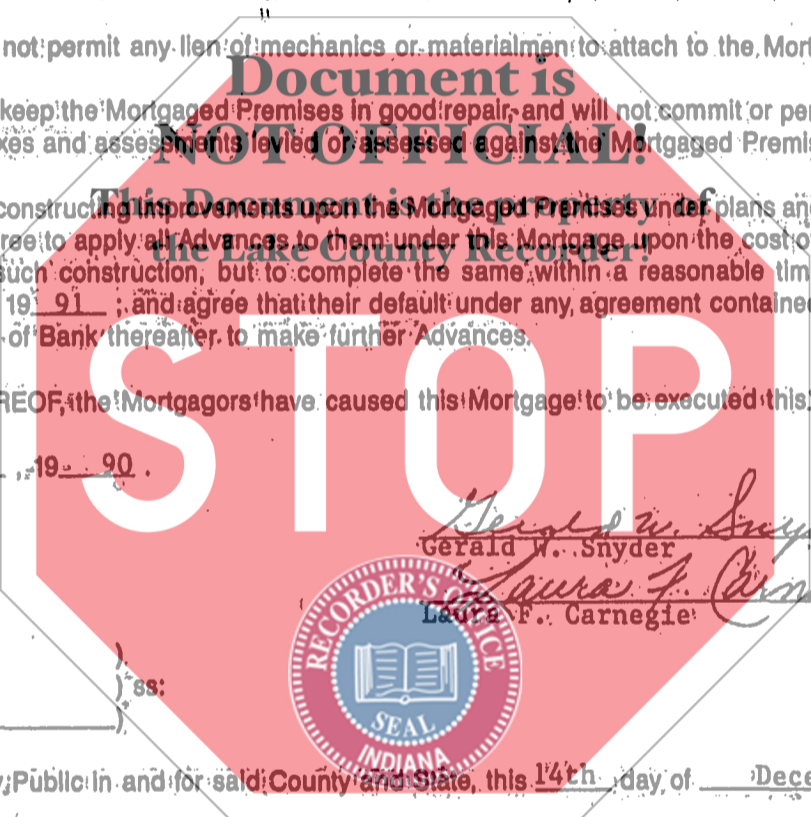 not permit any lien of mechanics or materialmen to attach to the Mort
Document is
keep the Mortgaged Premises in good repair, and will not commit or pe
NOT OFFICIAL!
xes and assessments levied or assessed against the Mortgaged Premis
This Document is the property of
constructing improvements upon the Mortgaged Premises under plans an
the Lake County Recorder!
ree to apply all Advances to them under this Mortgage upon the cost o
such construction, but to complete the same within a reasonable tim
19 91 ; and agree that their default under any agreement containe
of Bank thereafter to make further Advances.
STOP
REOF, the Mortgagors have caused this Mortgage to be executed this
, 19 90 .
Gerald W. Sny
Gerald W. Snyder
Laura F. Carn
Laura F. Carnegie
RECORDER'S OFFICE
SEAL
INDIANA
)
) ss:
)
Public in and for said County and State, this 14th day of Dece